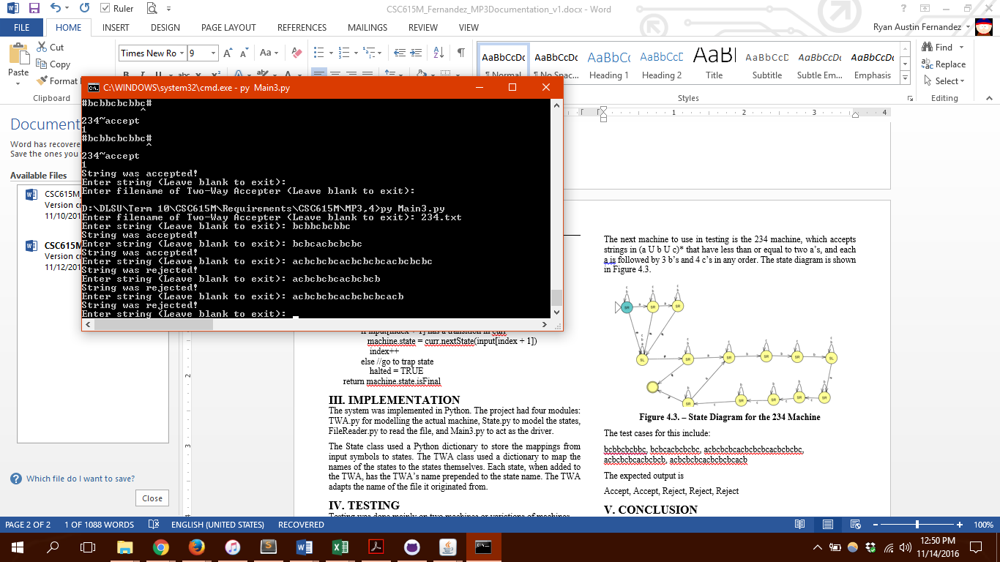 Ruler
CSC615M_Fernandez_MP3Documentation_v1.docx - Word
FILE
HOME
INSERT
DESIGN
PAGE LAYOUT
REFERENCES
MAILINGS
REVIEW
VIEW
Ryan Austin Fernandez
Paste
Cut
Copy
Format
Clipboard
Times New Ro
9
Aa
AaBbCcDc
¶ Normal
AaBbCcDc
¶ No Spac...
AaBbCc
Heading 1
AaBbCcC
Heading 2
AaB
Title
AaBbCcD
Subtitle
AaBbCcDc
Subtle Em...
AaBbCcDc
Emphasis
Styles
Find
Replace
Select
Editing
Document
Word has recovere
Save the ones you
Available Files
CSC615M_
Version cr
11/10/201
CSC615M
Version cr
11/12/201
Which file do I want to save?
Close
C:\WINDOWS\system32\cmd.exe - py Main3.py
#bcbbcbcbbc#
^
234~accept
1
#bcbbcbcbbc#
^
234~accept
1
String was accepted!
Enter string (Leave blank to exit):
Enter filename of Two-Way Accepter (Leave blank to exit):
D:\DLSU\Term 10\CSC615M\Requirements\CSC615M\MP3,4>py Main3.py
Enter filename of Two-Way Accepter (Leave blank to exit): 234.txt
Enter string (Leave blank to exit): bcbbcbcbbc
String was accepted!
Enter string (Leave blank to exit): bcbcacbcbcbc
String was accepted!
Enter string (Leave blank to exit): acbcbcbcacbcbcbcacbcbcbc
String was rejected!
Enter string (Leave blank to exit): acbcbcbcacbcbcb
String was rejected!
Enter string (Leave blank to exit): acbcbcbcacbcbcbcacb
String was rejected!
Enter string (Leave blank to exit):
if input[index + 1] has a transition in curr
machine.state = curr.nextState(input[index + 1])
index++
else //go to trap state
halted = TRUE
return machine.state.isFinal
III. IMPLEMENTATION
The system was implemented in Python. The project had four modules:
TWA.py for modelling the actual machine, State.py to model the states,
FileReader.py to read the file, and Main3.py to act as the driver.
The State class used a Python dictionary to store the mappings from
input symbols to states. The TWA class used a dictionary to map the
names of the states to the states themselves. Each state, when added to
the TWA, has the TWA's name prepended to the state name. The TWA
adapts the name of the file it originated from.
IV. TESTING
Testing was done mainly on two machines or variations of machines
1
2
3
4
The next machine to use in testing is the 234 machine, which accepts
strings in (a U b U c)* that have less than or equal to two a's, and each
a is followed by 3 b's and 4 c's in any order. The state diagram is shown
in Figure 4.3.
SR
SR
SR
SL
SR
SR
SR
SR
SL
SR
SR
SR
SR
SR
Figure 4.3. – State Diagram for the 234 Machine
The test cases for this include:
bcbbcbcbbc, bcbcacbcbcbc, acbcbcbcacbcbcbcacbcbcbc,
acbcbcbcacbcbcb, acbcbcbcacbcbcbcacb
The expected output is
Accept, Accept, Reject, Reject, Reject
V. CONCLUSION
PAGE 2 OF 2
1 OF 1088 WORDS
ENGLISH (UNITED STATES)
RECOVERED
100%
12:50 PM
11/14/2016